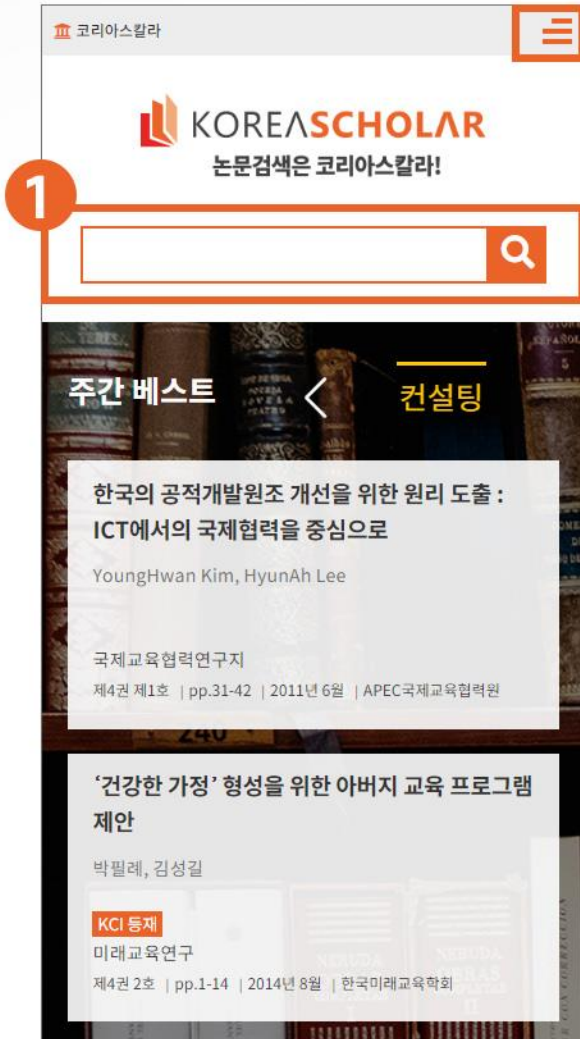 코리아스칼라
KOREASCHOLAR
논문검색은 코리아스칼라!
1
주간 베스트
컨설팅
한국의 공적개발원조 개선을 위한 원리 도출 :
ICT에서의 국제협력을 중심으로
YoungHwan Kim, HyunAh Lee
국제교육협력연구지
제4권 제1호 | pp.31-42 | 2011년 6월 | APEC국제교육협력원
240
‘건강한 가정’ 형성을 위한 아버지 교육 프로그램
제안
박필례, 김성길
KCI 등재
미래교육연구
제4권 2호 | pp.1-14 | 2014년 8월 | 한국미래교육학회
NERUDA
OBRAS
II